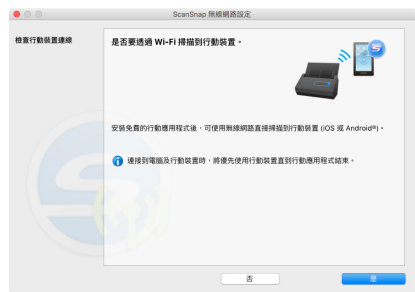 ScanSnap 無線網路設定
檢查行動裝置連線
是否要透過 Wi-Fi 掃描到行動裝置。
安裝免費的行動應用程式後，可使用無線網路直接掃描到行動裝置 (iOS 或 Android®)。
連接到電腦及行動裝置時，將優先使用行動裝置直到行動應用程式結束。
否
是